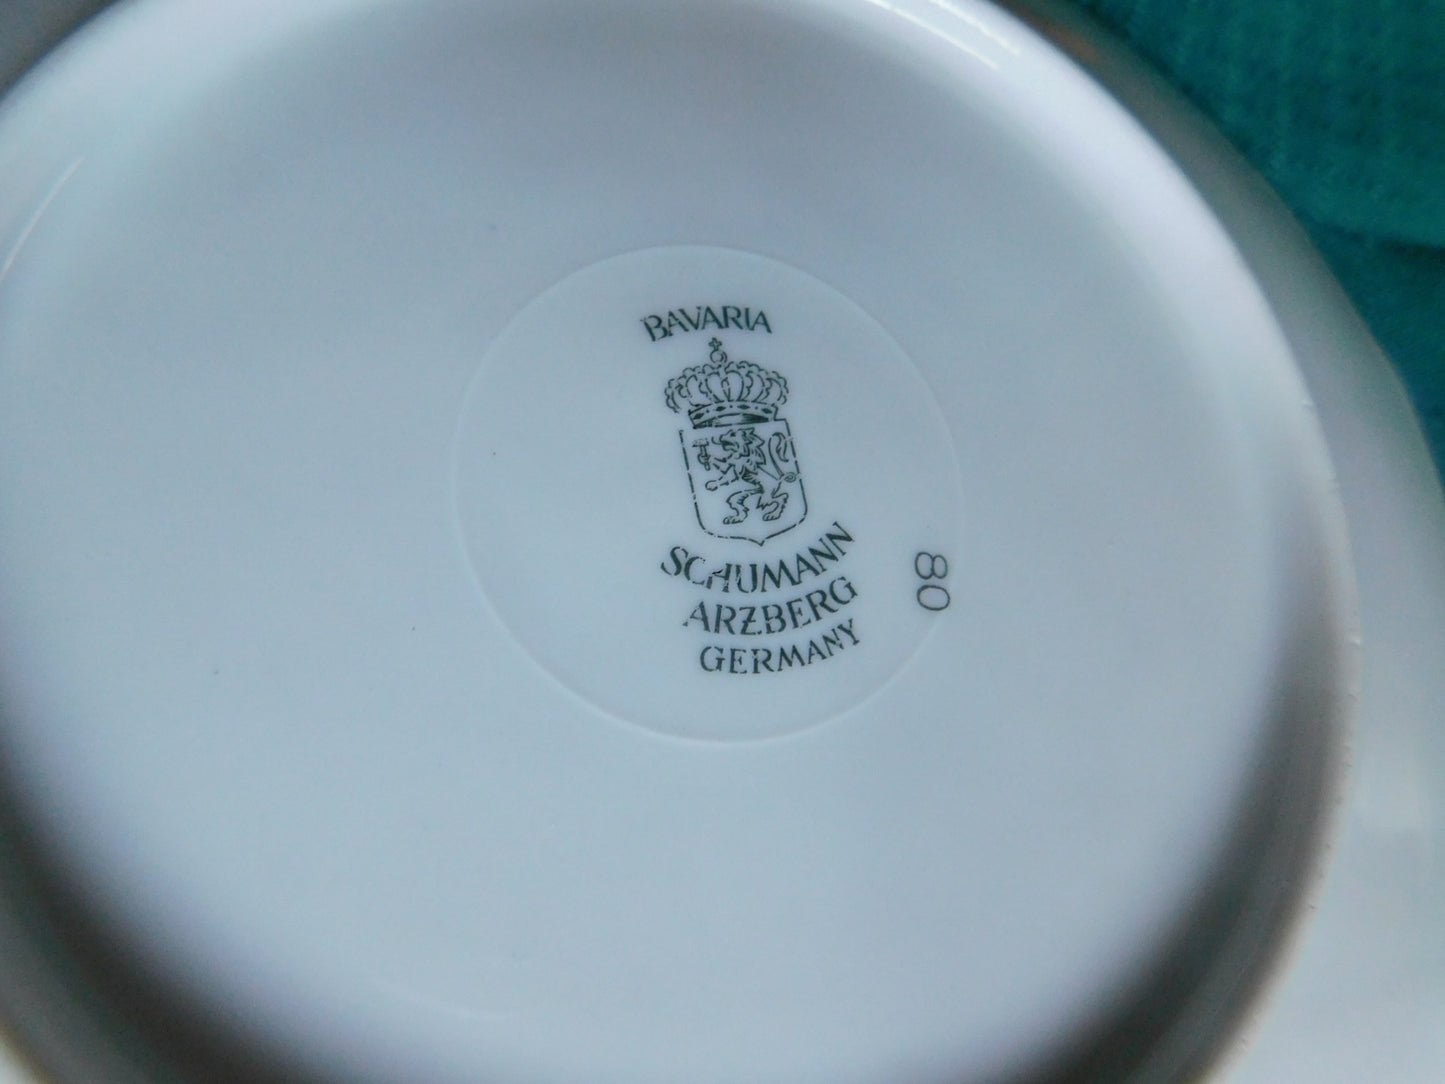 BAVARIA
SCHUMANN
ARZBERG
GERMANY
80